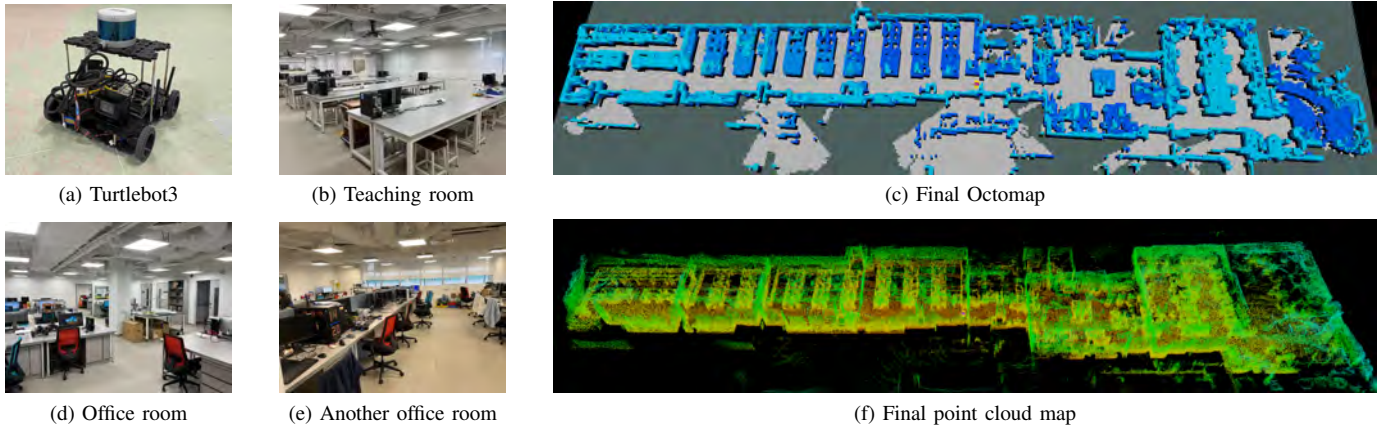 (a) Turtlebot3
(b) Teaching room
(c) Final Octomap
(d) Office room
(e) Another office room
(f) Final point cloud map